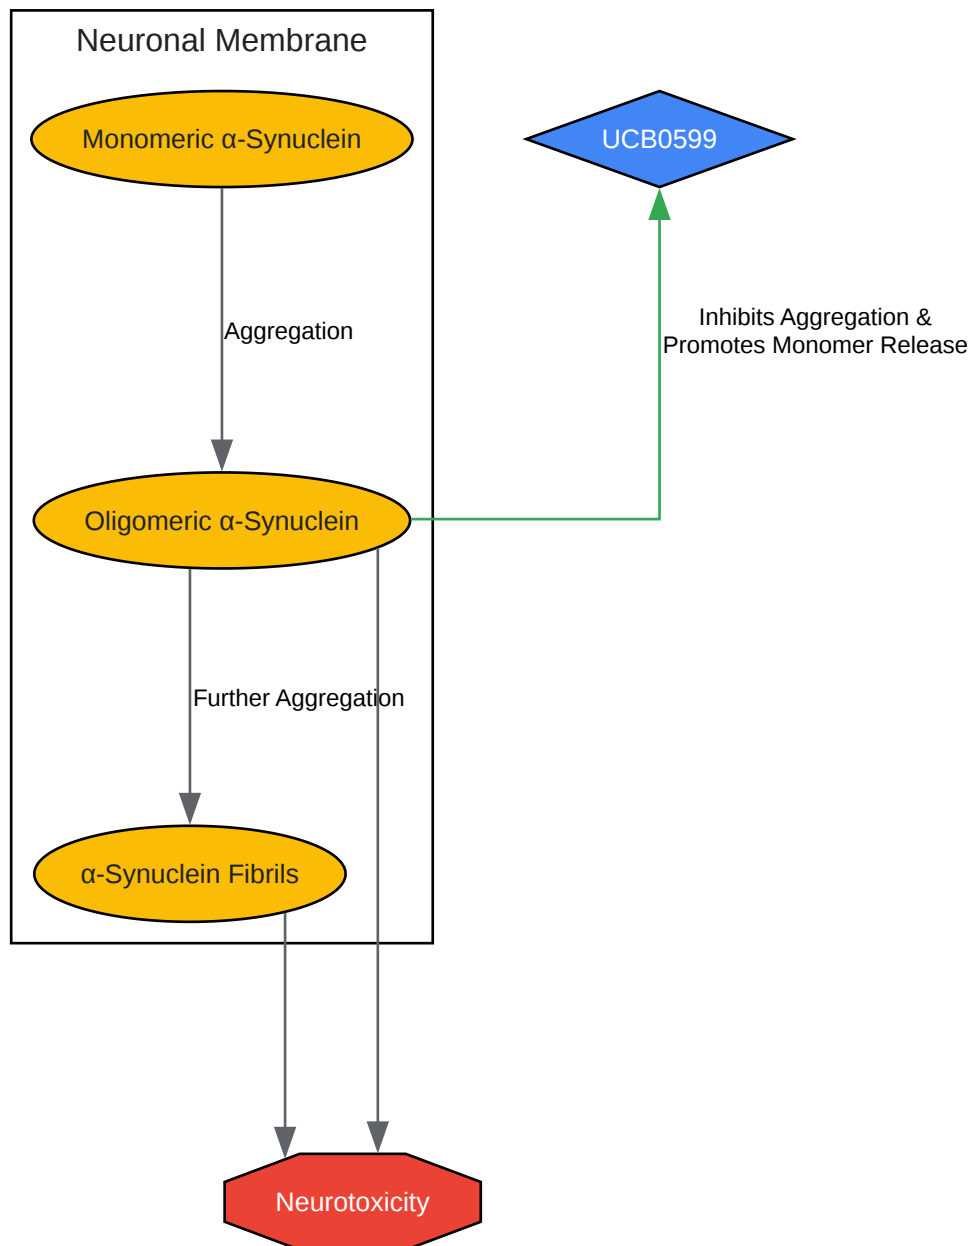 Neuronal Membrane
Monomeric α-Synuclein
UCB0599
Aggregation
Inhibits Aggregation &
Promotes Monomer Release
Oligomeric α-Synuclein
Further Aggregation
α-Synuclein Fibrils
Neurotoxicity